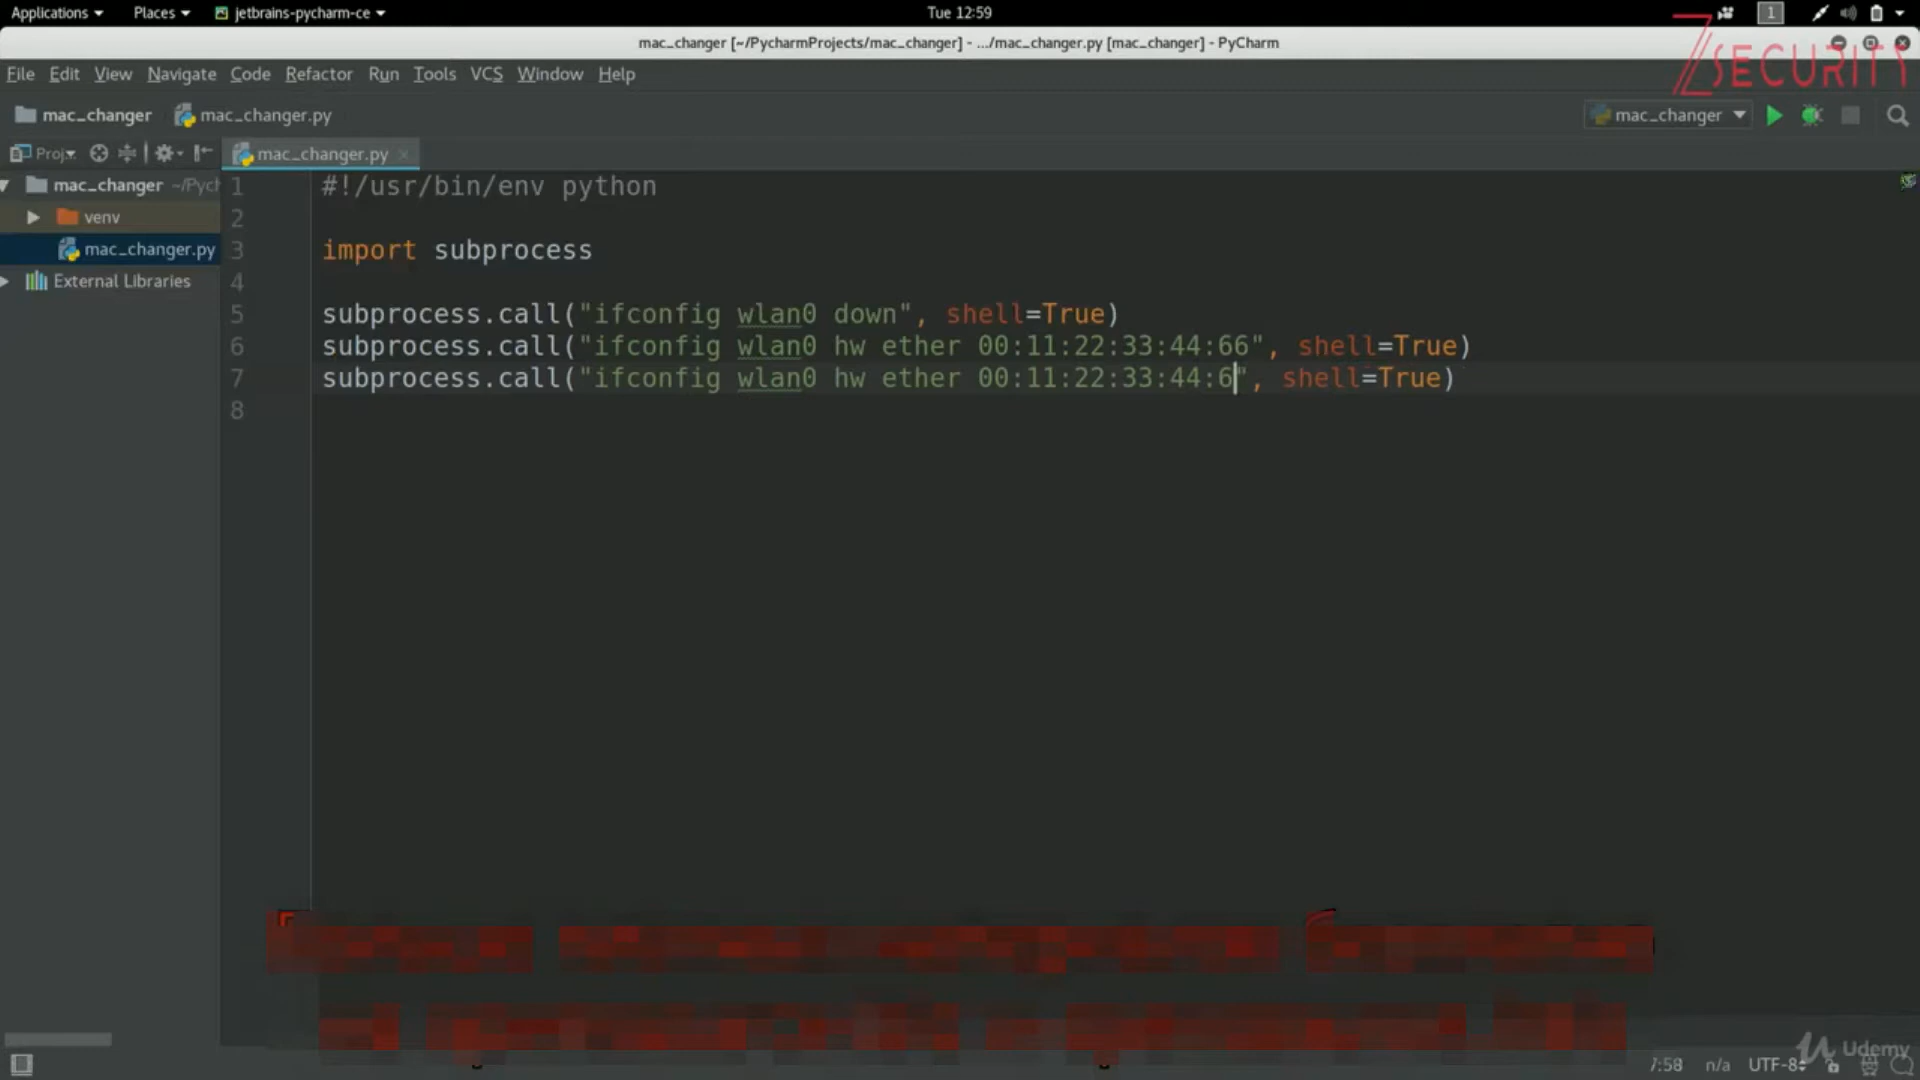 Applications Places jetbrains-pycharm-ce Tue 12:59 1
mac_changer [~/PycharmProjects/mac_changer] - .../mac_changer.py [mac_changer] - PyCharm
ZSECURITY
File Edit View Navigate Code Refactor Run Tools VCS Window Help
mac_changer mac_changer.py mac_changer
Proj mac_changer.py
mac_changer ~/Pych
venv
mac_changer.py
External Libraries
1 #!/usr/bin/env python
2
3 import subprocess
4
5 subprocess.call("ifconfig wlan0 down", shell=True)
6 subprocess.call("ifconfig wlan0 hw ether 00:11:22:33:44:66", shell=True)
7 subprocess.call("ifconfig wlan0 hw ether 00:11:22:33:44:6", shell=True)
8
7:58 n/a UTF-8
Udemy